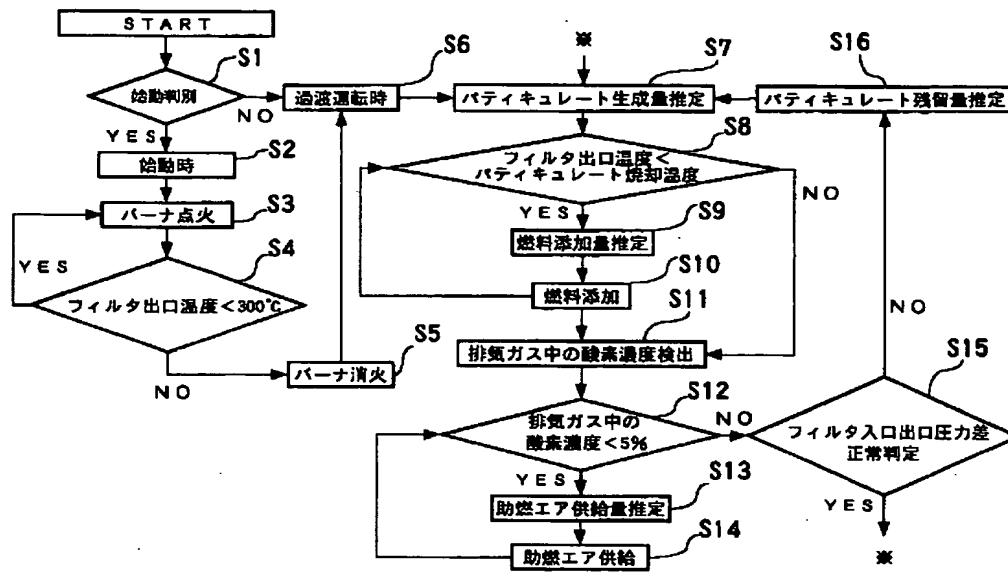 START
S1
始動判別
NO
YES
S2
始動時
S3
バーナ点火
S4
YES
フィルタ出口温度<300℃
NO
S5
バーナ消火
S6
過渡運転時
※
S7
パティキュレート生成量推定
S8
フィルタ出口温度<
パティキュレート焼却温度
NO
YES
S9
燃料添加量推定
S10
燃料添加
S11
排気ガス中の酸素濃度検出
S12
排気ガス中の
酸素濃度<5%
NO
YES
S13
助燃エア供給量推定
S14
助燃エア供給
S15
フィルタ入口出口圧力差
正常判定
NO
YES
※
S16
パティキュレート残留量推定